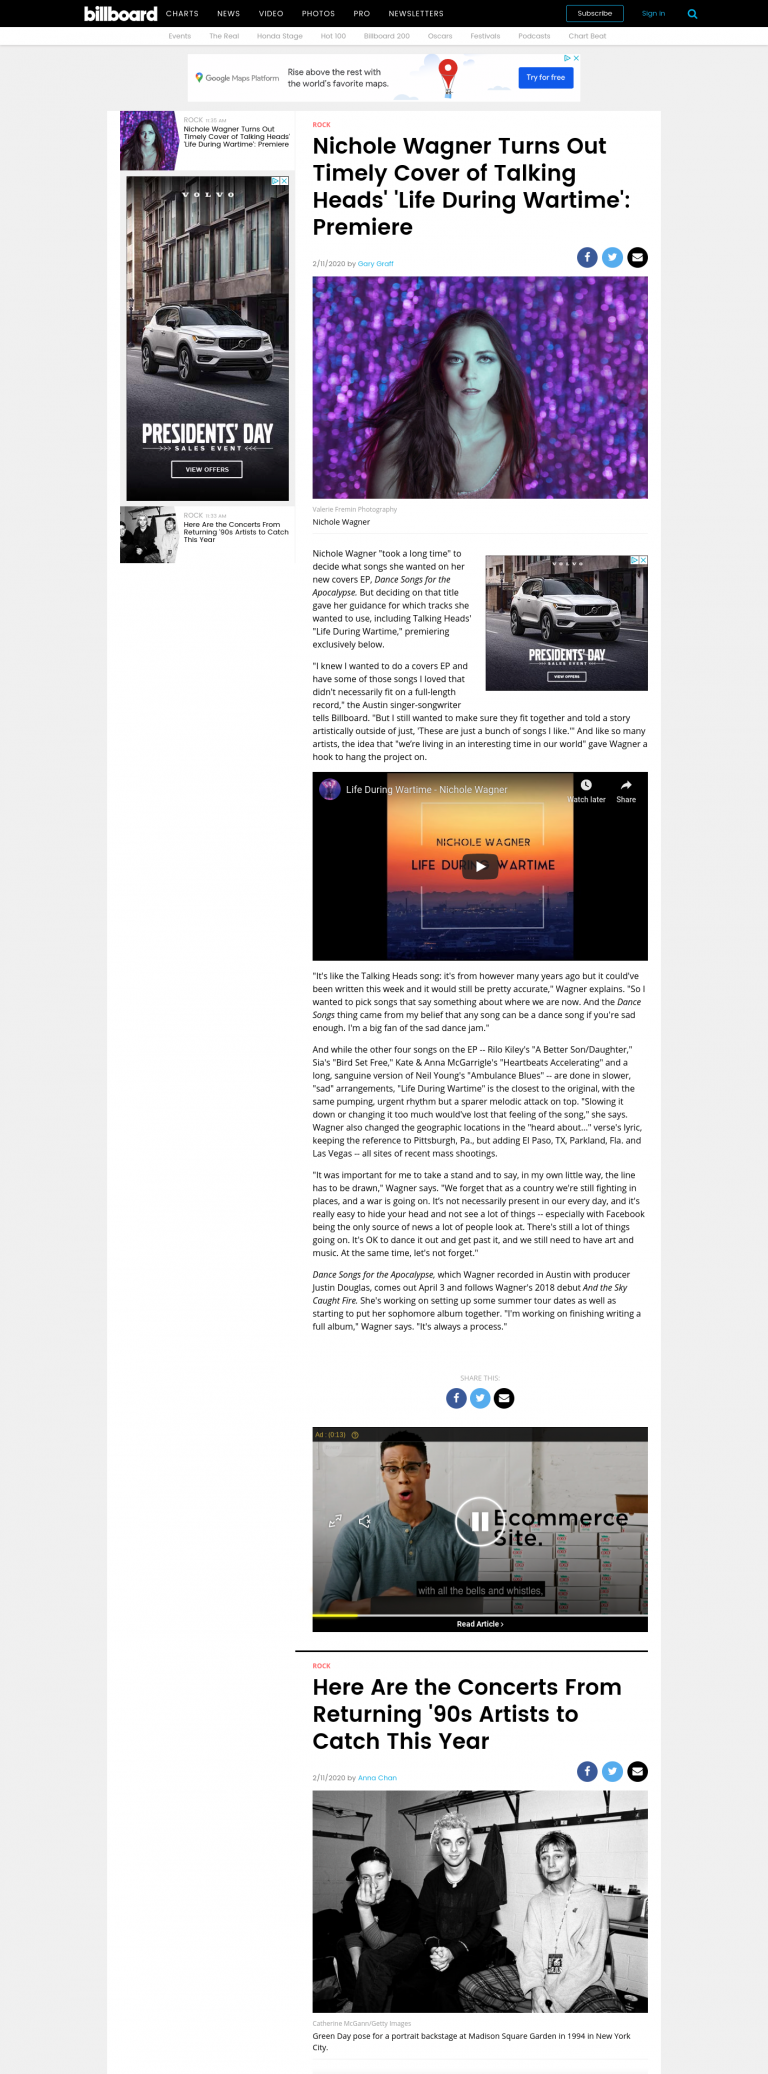 billboard CHARTS NEWS VIDEO PHOTOS PRO NEWSLETTERS Subscribe Sign In
Events The Real Honda Stage Hot 100 Billboard 200 Oscars Festivals Podcasts Chart Beat
Google Maps Platform
Rise above the rest with
the world's favorite maps.
Try for free
ROCK 11:35 AM
Nichole Wagner Turns Out
Timely Cover of Talking Heads'
'Life During Wartime': Premiere
VOLVO
PRESIDENTS' DAY
SALES EVENT
VIEW OFFERS
ROCK 11:33 AM
Here Are the Concerts From
Returning '90s Artists to Catch
This Year
ROCK
Nichole Wagner Turns Out
Timely Cover of Talking
Heads' 'Life During Wartime':
Premiere
2/11/2020 by Gary Graff
Valerie Fremin Photography
Nichole Wagner
Nichole Wagner "took a long time" to
decide what songs she wanted on her
new covers EP, Dance Songs for the
Apocalypse. But deciding on that title
gave her guidance for which tracks she
wanted to use, including Talking Heads'
"Life During Wartime," premiering
exclusively below.
VOLVO
PRESIDENTS' DAY
SALES EVENT
VIEW OFFERS
"I knew I wanted to do a covers EP and
have some of those songs I loved that
didn't necessarily fit on a full-length
record," the Austin singer-songwriter
tells Billboard. "But I still wanted to make sure they fit together and told a story
artistically outside of just, 'These are just a bunch of songs I like.'" And like so many
artists, the idea that "we're living in an interesting time in our world" gave Wagner a
hook to hang the project on.
Life During Wartime - Nichole Wagner
Watch later Share
NICHOLE WAGNER
LIFE DURING WARTIME
"It's like the Talking Heads song: it's from however many years ago but it could've
been written this week and it would still be pretty accurate," Wagner explains. "So I
wanted to pick songs that say something about where we are now. And the Dance
Songs thing came from my belief that any song can be a dance song if you're sad
enough. I'm a big fan of the sad dance jam."
And while the other four songs on the EP -- Rilo Kiley's "A Better Son/Daughter,"
Sia's "Bird Set Free," Kate & Anna McGarrigle's "Heartbeats Accelerating" and a
long, sanguine version of Neil Young's "Ambulance Blues" -- are done in slower,
"sad" arrangements, "Life During Wartime" is the closest to the original, with the
same pumping, urgent rhythm but a sparer melodic attack on top. "Slowing it
down or changing it too much would've lost that feeling of the song," she says.
Wagner also changed the geographic locations in the "heard about..." verse's lyric,
keeping the reference to Pittsburgh, Pa., but adding El Paso, TX, Parkland, Fla. and
Las Vegas -- all sites of recent mass shootings.
"It was important for me to take a stand and to say, in my own little way, the line
has to be drawn," Wagner says. "We forget that as a country we're still fighting in
places, and a war is going on. It's not necessarily present in our every day, and it's
really easy to hide your head and not see a lot of things -- especially with Facebook
being the only source of news a lot of people look at. There's still a lot of things
going on. It's OK to dance it out and get past it, and we still need to have art and
music. At the same time, let's not forget."
Dance Songs for the Apocalypse, which Wagner recorded in Austin with producer
Justin Douglas, comes out April 3 and follows Wagner's 2018 debut And the Sky
Caught Fire. She's working on setting up some summer tour dates as well as
starting to put her sophomore album together. "I'm working on finishing writing a
full album," Wagner says. "It's always a process."
SHARE THIS:
Ad : (0:13)
Ecommerce
Site.
with all the bells and whistles,
Read Article ›
ROCK
Here Are the Concerts From
Returning '90s Artists to
Catch This Year
2/11/2020 by Anna Chan
Catherine McGann/Getty Images
Green Day pose for a portrait backstage at Madison Square Garden in 1994 in New York
City.